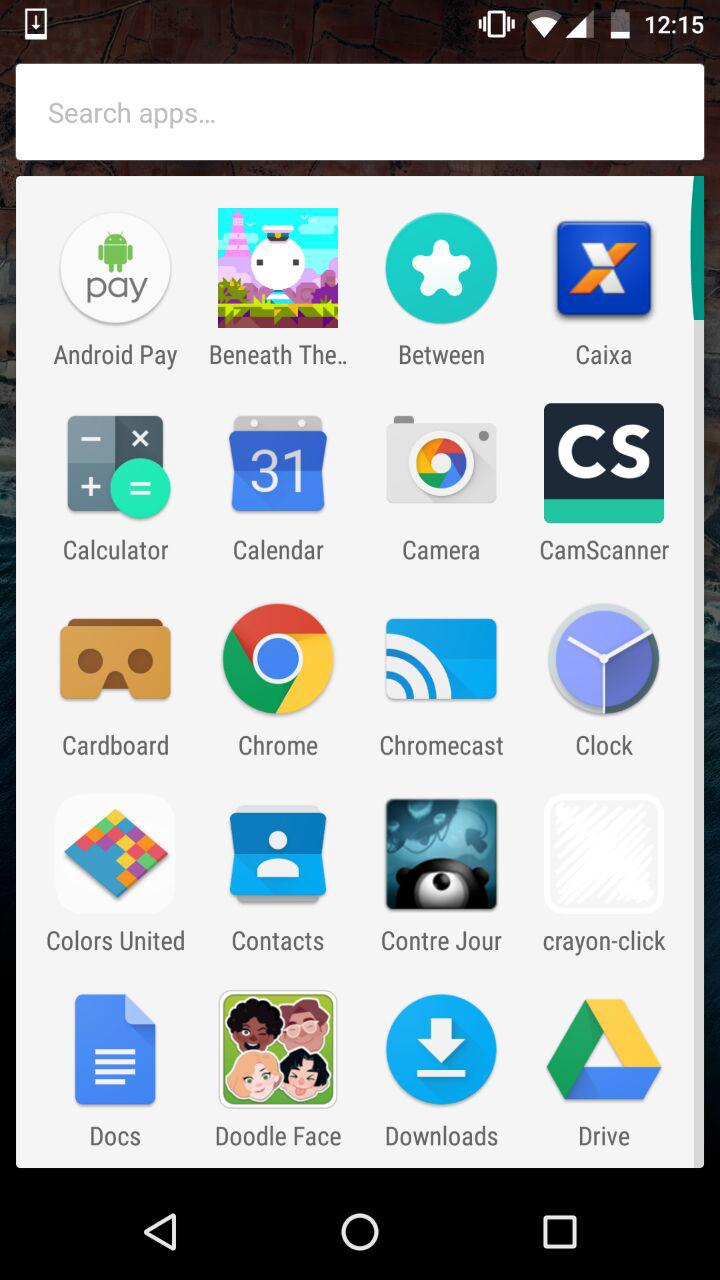 12:15
Search apps…
pay
Android Pay
Beneath The..
Between
X
Caixa
Calculator
31
Calendar
Camera
CS
CamScanner
Cardboard
Chrome
Chromecast
Clock
Colors United
Contacts
Contre Jour
crayon-click
Docs
Doodle Face
Downloads
Drive